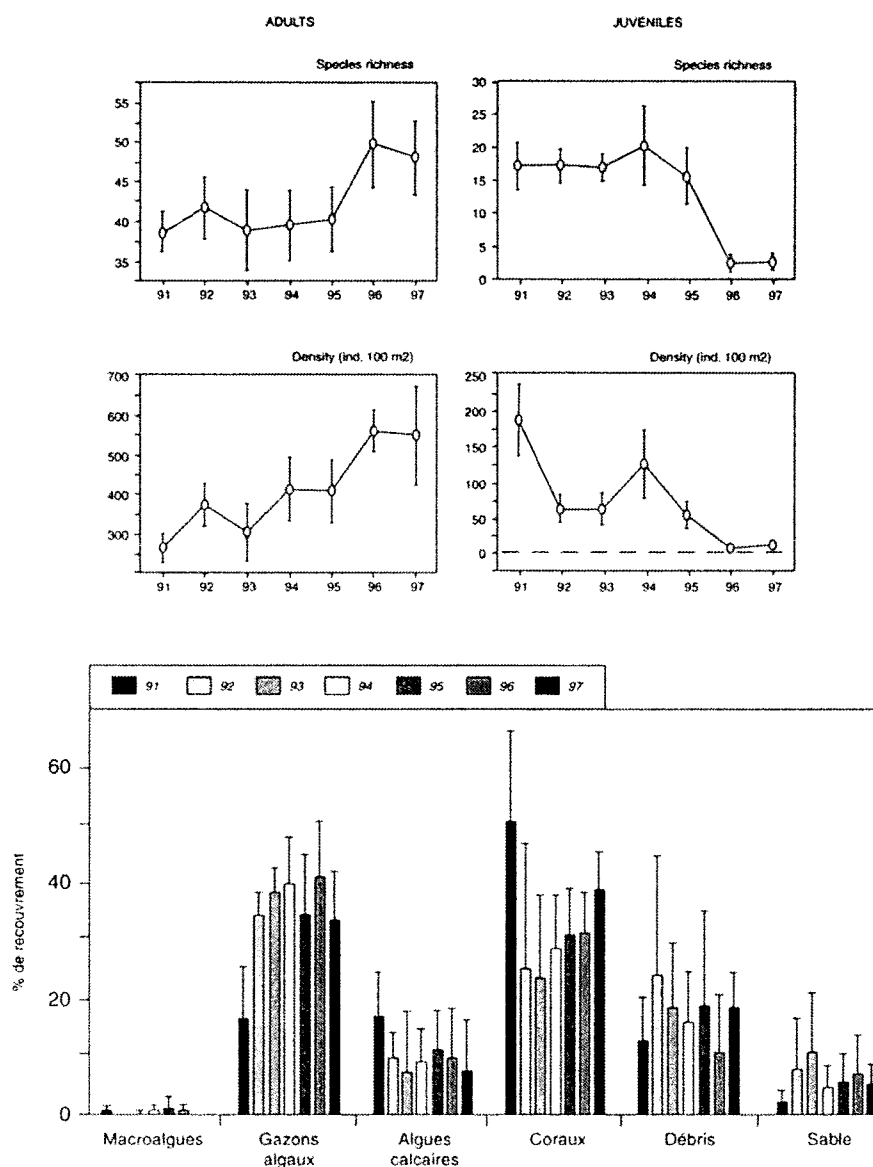 ADULTS JUVENILES
Species richness Species richness
55
50
45
40
35
91 92 93 94 95 96 97
30
25
20
15
10
5
0
91 92 93 94 95 96 97
Density (ind. 100 m2) Density (ind. 100 m2)
700
600
500
400
300
91 92 93 94 95 96 97
250
200
150
100
50
0
91 92 93 94 95 96 97
91 92 93 94 95 96 97
% de recouvrement
60
40
20
0
Macroalgues Gazons Algues Coraux Débris Sable
algaux calcaires